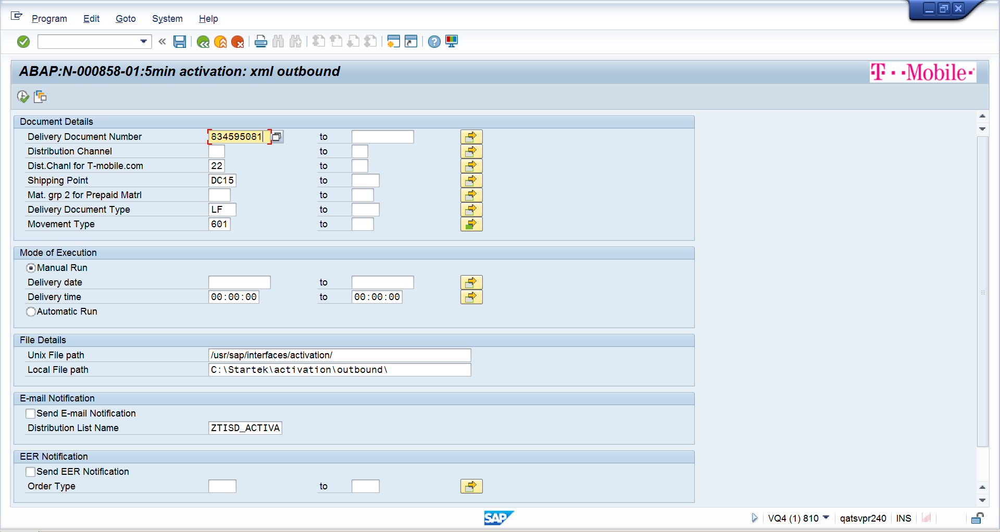 Program Edit Goto System Help
ABAP:N-000858-01:5min activation: xml outbound
T··Mobile·
Document Details
Delivery Document Number 834595081 to
Distribution Channel to
Dist.Chanl for T-mobile.com 22 to
Shipping Point DC15 to
Mat. grp 2 for Prepaid Matrl to
Delivery Document Type LF to
Movement Type 601 to
Mode of Execution
Manual Run
Delivery date to
Delivery time 00:00:00 to 00:00:00
Automatic Run
File Details
Unix File path /usr/sap/interfaces/activation/
Local File path C:\Startek\activation\outbound\
E-mail Notification
Send E-mail Notification
Distribution List Name ZTISD_ACTIVA
EER Notification
Send EER Notification
Order Type to
SAP VQ4 (1) 810 qatsvpr240 INS